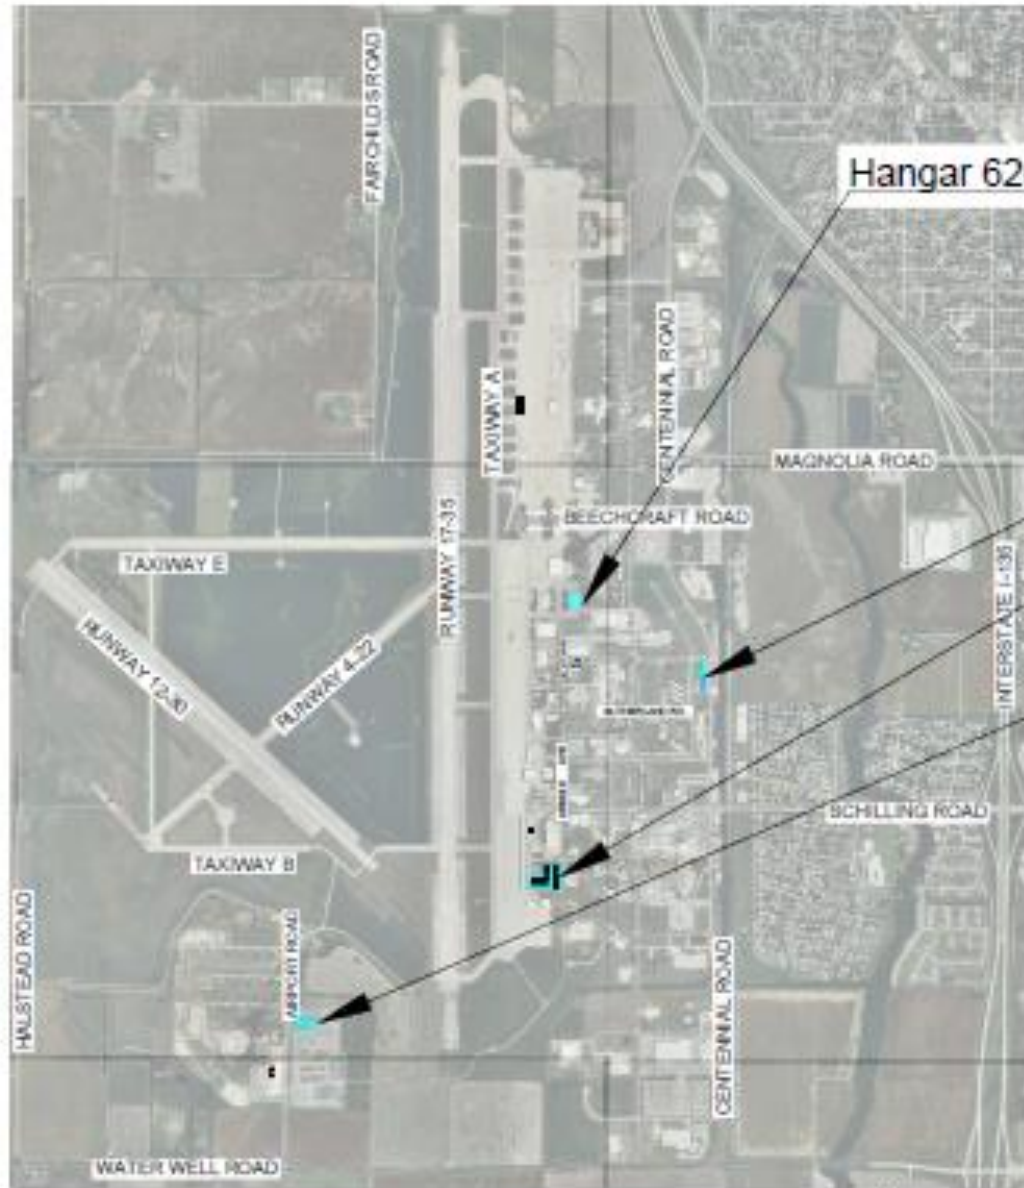 FAIRCHILDS ROAD
Hangar 62
CENTENNIAL ROAD
TAXIWAY A
MAGNOLIA ROAD
BEECHCRAFT ROAD
RUNWAY 17-35
TAXIWAY E
INTERSTATE I-135
RUNWAY 12-30
RUNWAY 4-22
SCHILLING ROAD
TAXIWAY B
HALSTEAD ROAD
AIRPORT ROAD
CENTENNIAL ROAD
WATER WELL ROAD